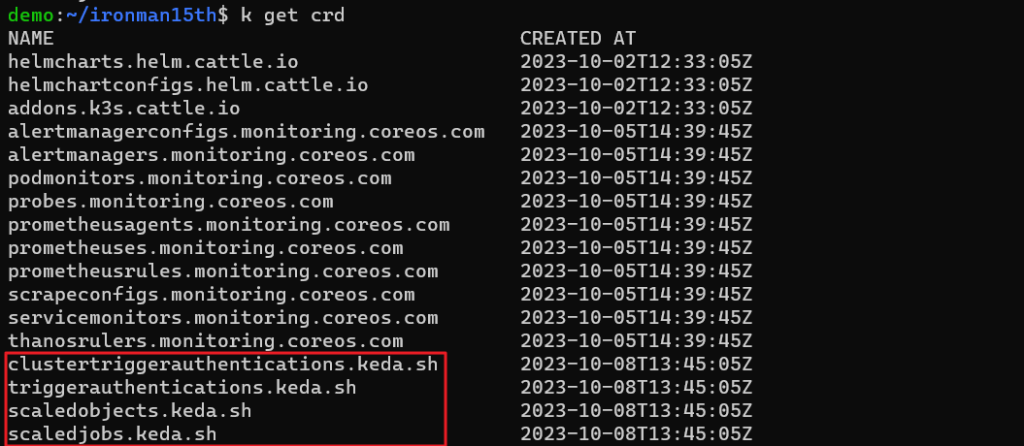 demo:~/ironman15th$ k get crd
NAME CREATED AT
helmcharts.helm.cattle.io 2023-10-02T12:33:05Z
helmchartconfigs.helm.cattle.io 2023-10-02T12:33:05Z
addons.k3s.cattle.io 2023-10-02T12:33:05Z
alertmanagerconfigs.monitoring.coreos.com 2023-10-05T14:39:45Z
alertmanagers.monitoring.coreos.com 2023-10-05T14:39:45Z
podmonitors.monitoring.coreos.com 2023-10-05T14:39:45Z
probes.monitoring.coreos.com 2023-10-05T14:39:45Z
prometheusagents.monitoring.coreos.com 2023-10-05T14:39:45Z
prometheuses.monitoring.coreos.com 2023-10-05T14:39:45Z
prometheusrules.monitoring.coreos.com 2023-10-05T14:39:45Z
scrapeconfigs.monitoring.coreos.com 2023-10-05T14:39:45Z
servicemonitors.monitoring.coreos.com 2023-10-05T14:39:45Z
thanosrulers.monitoring.coreos.com 2023-10-05T14:39:45Z
clustertriggerauthentications.keda.sh 2023-10-08T13:45:05Z
triggerauthentications.keda.sh 2023-10-08T13:45:05Z
scaledobjects.keda.sh 2023-10-08T13:45:05Z
scaledjobs.keda.sh 2023-10-08T13:45:05Z